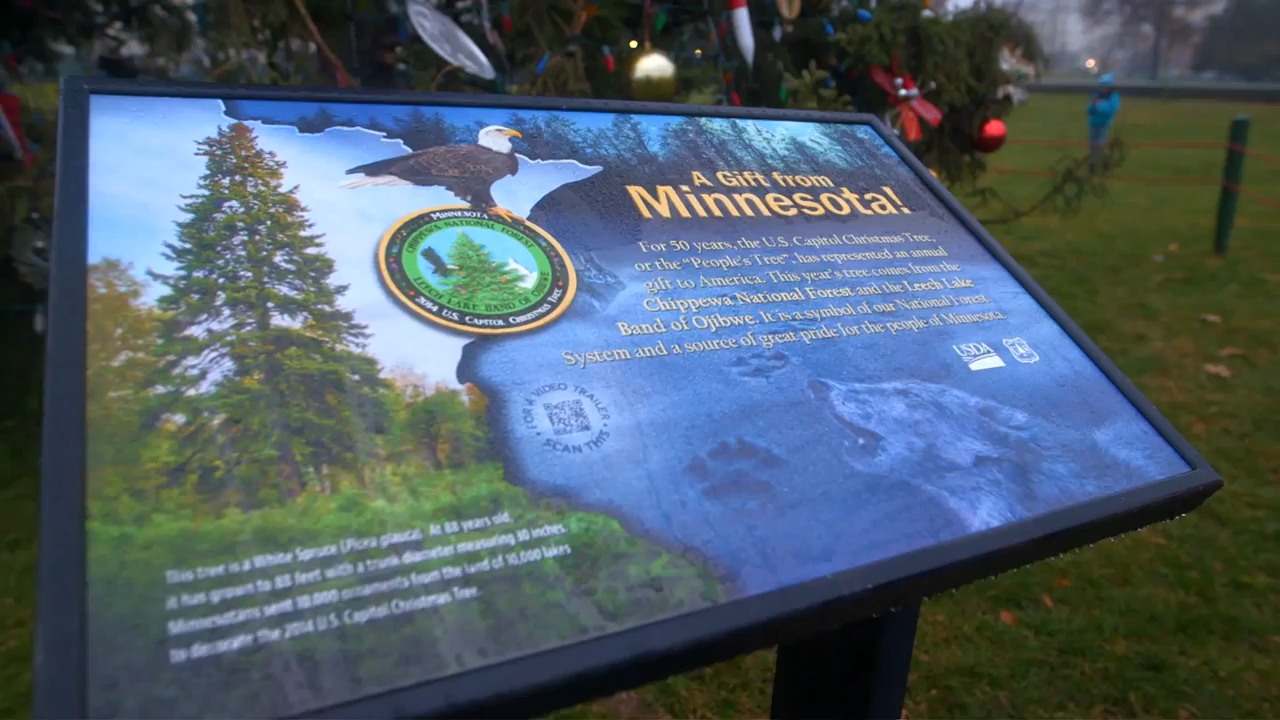 A Gift from
Minnesota!
For 50 years, the U.S. Capitol Christmas Tree,
or the "People's Tree", has represented an annual
gift to America. This year's tree comes from the
Chippewa National Forest and the Leech Lake
Band of Ojibwe. It is a symbol of our National Forest
System and a source of great pride for the people of Minnesota.
MINNESOTA
CHIPPEWA NATIONAL FOREST
LEECH LAKE BAND OF OJIBWE
2014 U.S. CAPITOL CHRISTMAS TREE
USDA
FOR A VIDEO TRAILER
SCAN THIS
This tree is a White Spruce (Picea glauca). At 88 years old,
it has grown to 88 feet with a trunk diameter measuring 30 inches.
Minnesotans sent 10,000 ornaments from the land of 10,000 lakes
to decorate the 2014 U.S. Capitol Christmas Tree.